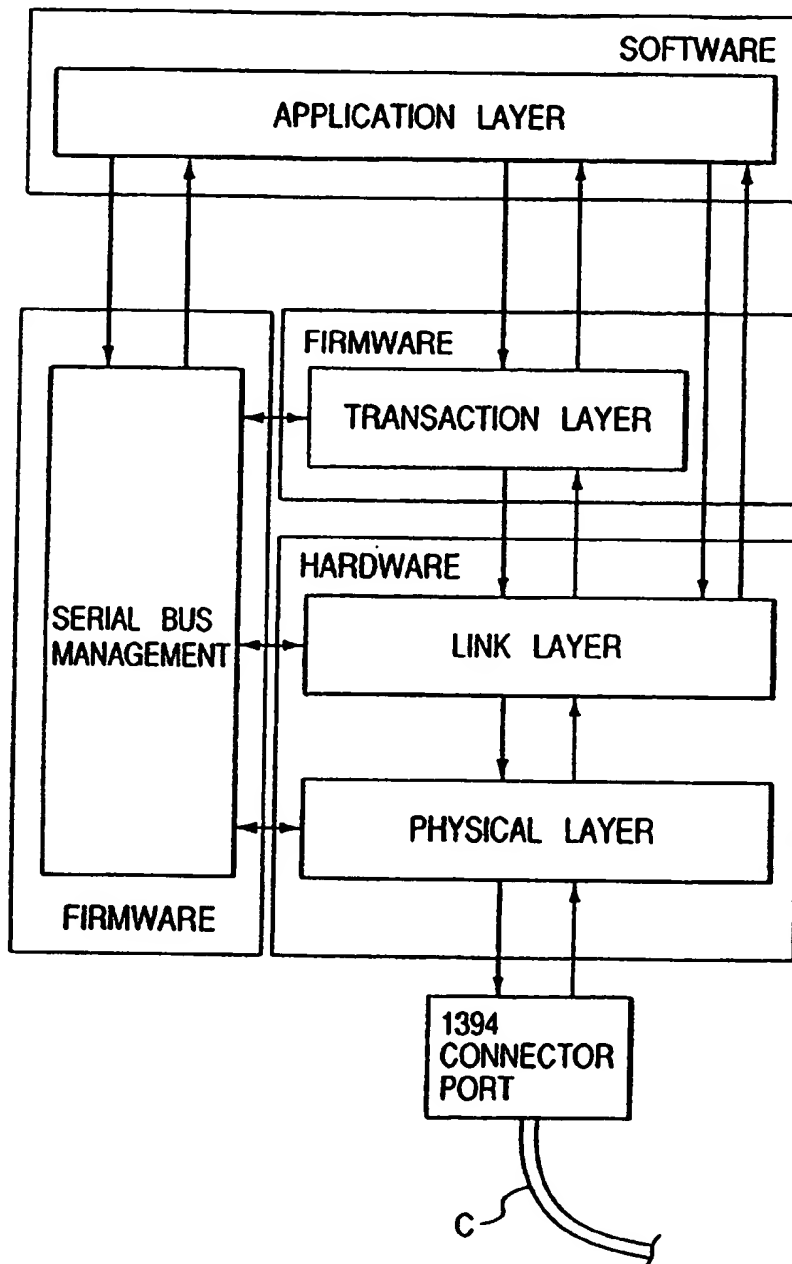 SOFTWARE
APPLICATION LAYER
FIRMWARE
TRANSACTION LAYER
HARDWARE
SERIAL BUS
MANAGEMENT
LINK LAYER
PHYSICAL LAYER
FIRMWARE
1394
CONNECTOR
PORT
C